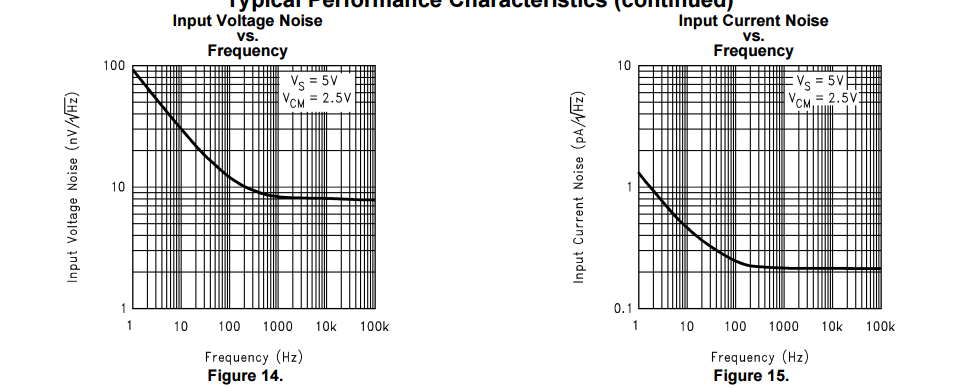 Typical Performance Characteristics (continued)
Input Voltage Noise
vs.
Frequency
100
10
1
Input Voltage Noise (nV/√Hz)
VS = 5V
VCM = 2.5V
1 10 100 1000 10k 100k
Frequency (Hz)
Figure 14.
Input Current Noise
vs.
Frequency
10
1
0.1
Input Current Noise (pA/√Hz)
VS = 5V
VCM = 2.5V
1 10 100 1000 10k 100k
Frequency (Hz)
Figure 15.